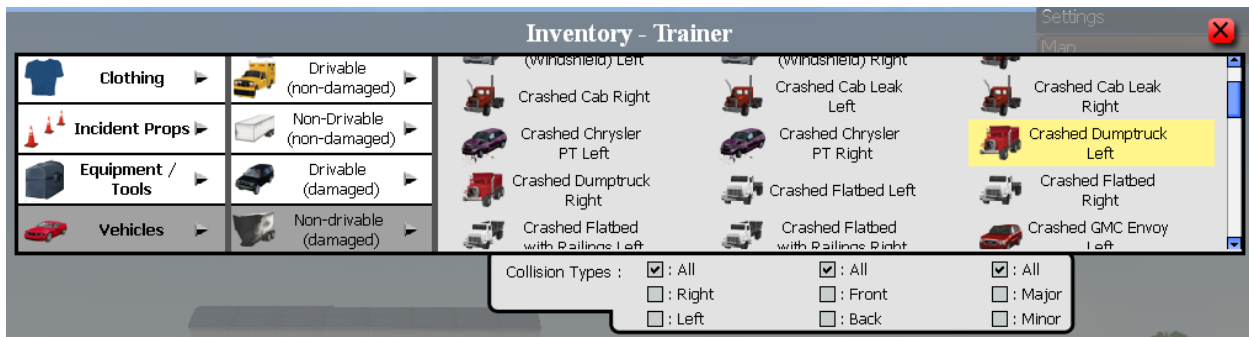 Settings
Inventory - Trainer
Map
Clothing
Incident Props
Equipment /
Tools
Vehicles
Drivable
(non-damaged)
Non-Drivable
(non-damaged)
Drivable
(damaged)
Non-drivable
(damaged)
(Windshield) Left
(Windshield) Right
Crashed Cab Right
Crashed Cab Leak
Left
Crashed Cab Leak
Right
Crashed Chrysler
PT Left
Crashed Chrysler
PT Right
Crashed Dumptruck
Left
Crashed Dumptruck
Right
Crashed Flatbed Left
Crashed Flatbed
Right
Crashed Flatbed
with Railings Left
Crashed Flatbed
with Railings Right
Crashed GMC Envoy
Left
Collision Types :
: All
: Right
: Left
: All
: Front
: Back
: All
: Major
: Minor